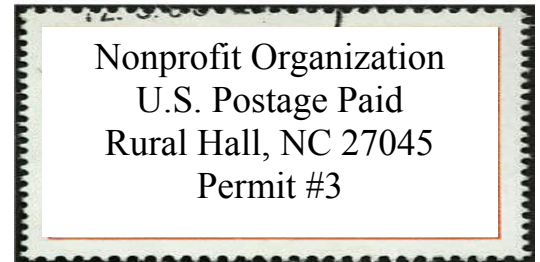 Nonprofit Organization
U.S. Postage Paid
Rural Hall, NC 27045
Permit #3